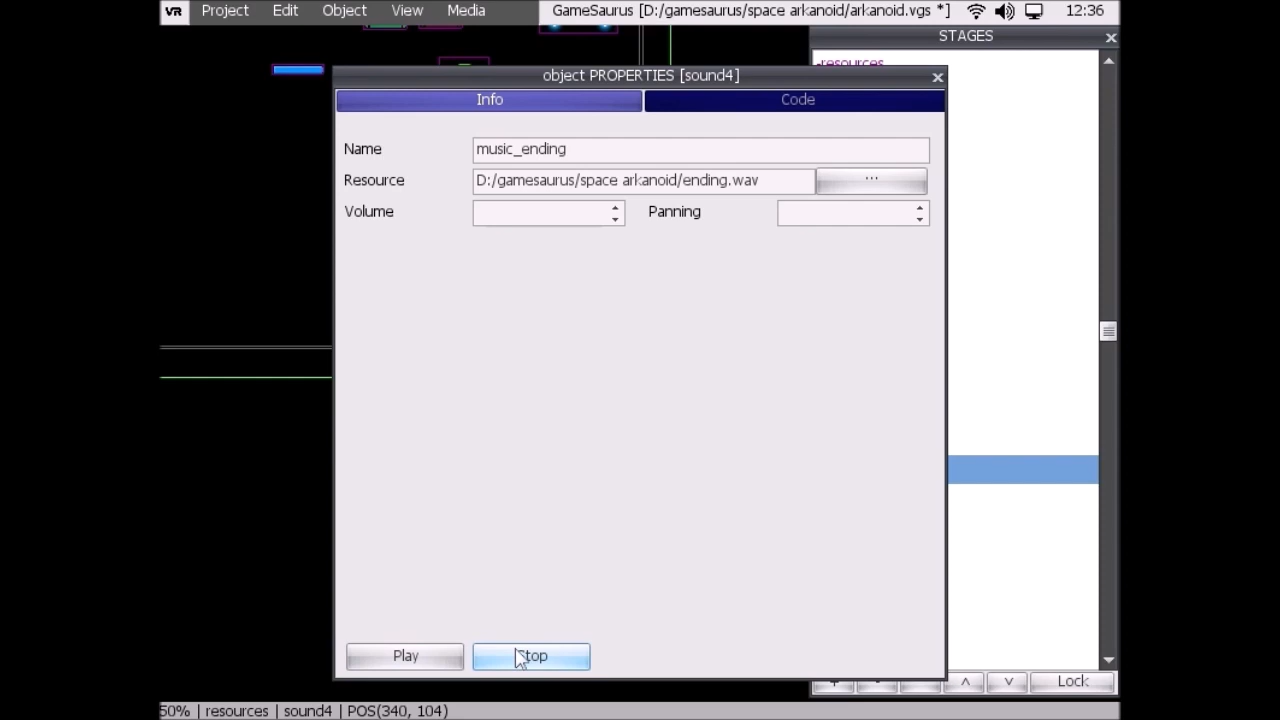 VR Project Edit Object View Media GameSaurus [D:/gamesaurus/space arkanoid/arkanoid.vgs *] 12:36
STAGES
-resources
object PROPERTIES [sound4]
Info Code
Name music_ending
Resource D:/gamesaurus/space arkanoid/ending.wav ...
Volume Panning
Play Stop
+ - ^ v Lock
50% | resources | sound4 | POS(340, 104)